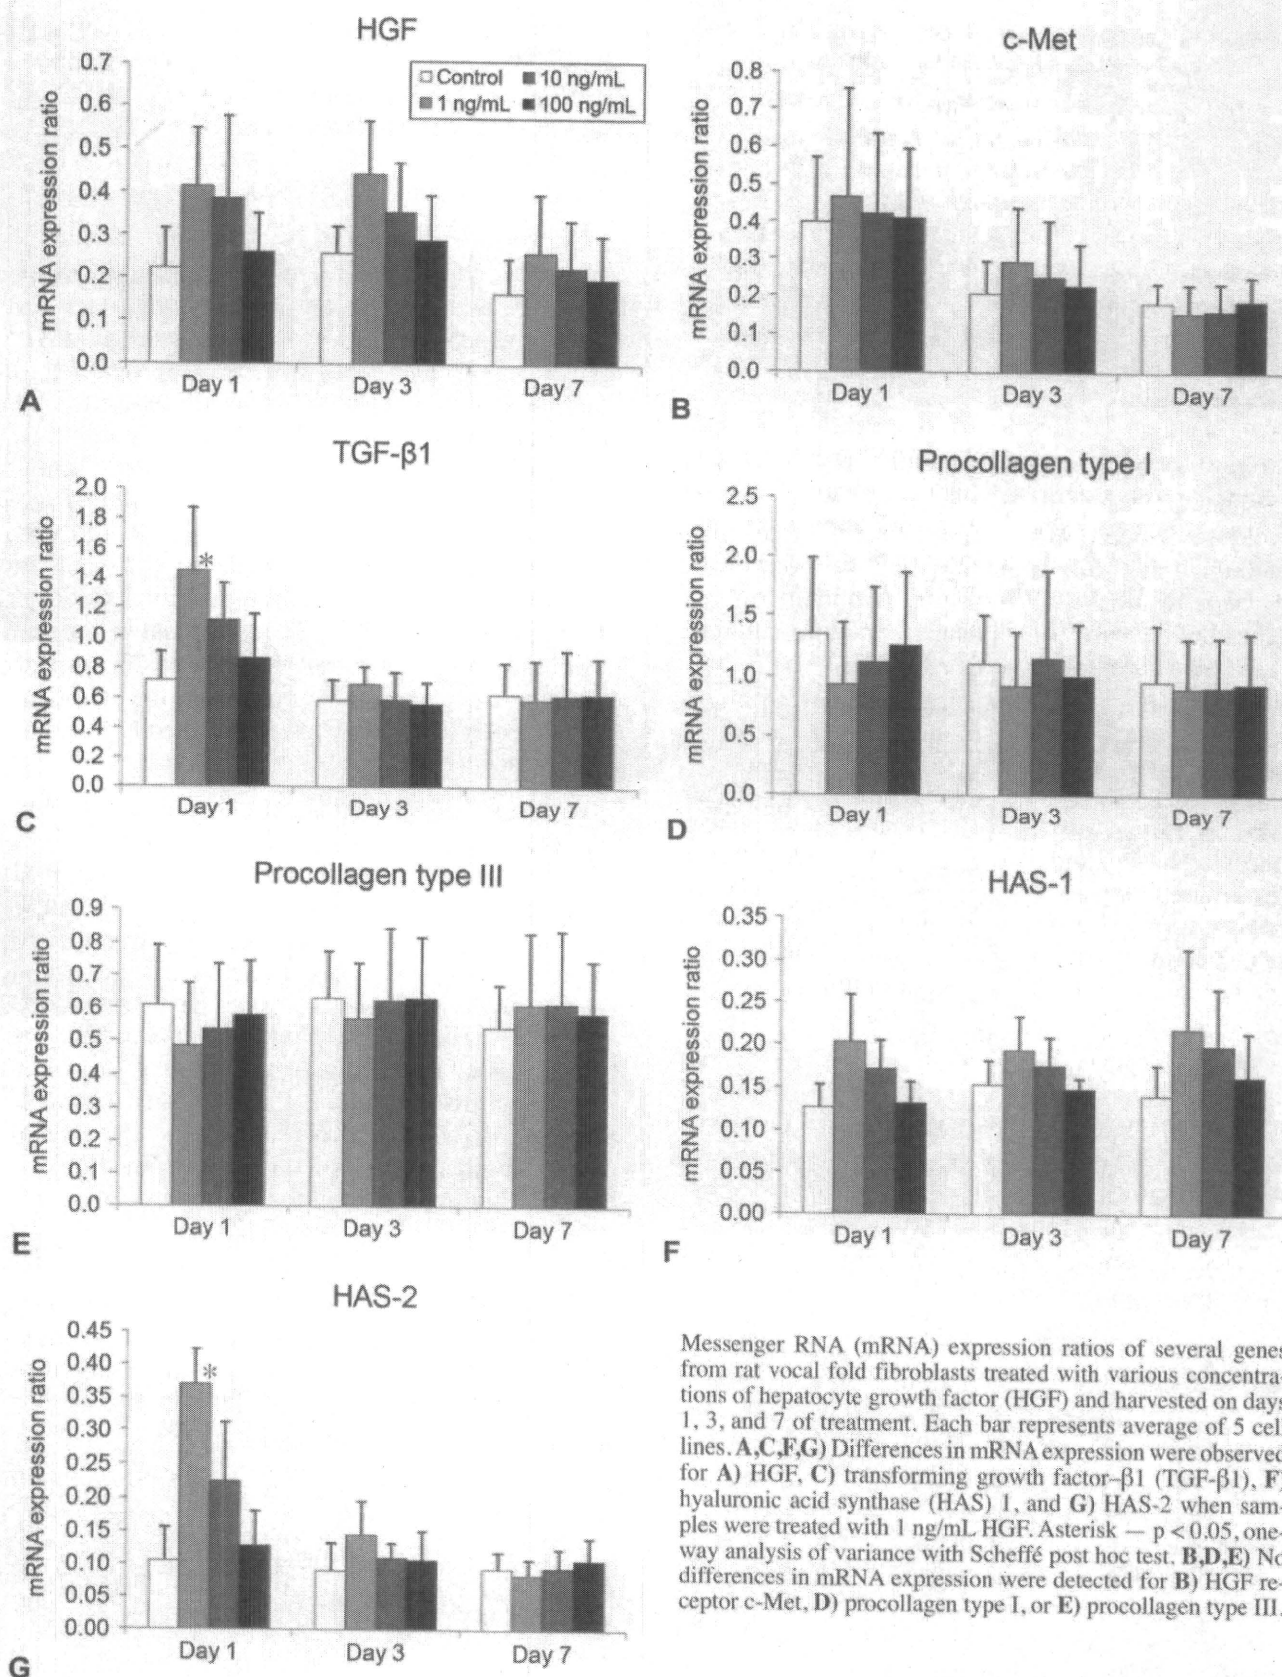 HGF
mRNA expression ratio
0.7
0.6
0.5
0.4
0.3
0.2
0.1
0.0
Control 10 ng/mL
1 ng/mL 100 ng/mL
Day 1 Day 3 Day 7
A
c-Met
mRNA expression ratio
0.8
0.7
0.6
0.5
0.4
0.3
0.2
0.1
0.0
Day 1 Day 3 Day 7
B
TGF-β1
mRNA expression ratio
2.0
1.8
1.6
1.4
1.2
1.0
0.8
0.6
0.4
0.2
0.0
*
Day 1 Day 3 Day 7
C
Procollagen type I
mRNA expression ratio
2.5
2.0
1.5
1.0
0.5
0.0
Day 1 Day 3 Day 7
D
Procollagen type III
mRNA expression ratio
0.9
0.8
0.7
0.6
0.5
0.4
0.3
0.2
0.1
0.0
Day 1 Day 3 Day 7
E
HAS-1
mRNA expression ratio
0.35
0.30
0.25
0.20
0.15
0.10
0.05
0.00
Day 1 Day 3 Day 7
F
HAS-2
mRNA expression ratio
0.45
0.40
0.35
0.30
0.25
0.20
0.15
0.10
0.05
0.00
*
Day 1 Day 3 Day 7
G
Messenger RNA (mRNA) expression ratios of several genes
from rat vocal fold fibroblasts treated with various concentra-
tions of hepatocyte growth factor (HGF) and harvested on days
1, 3, and 7 of treatment. Each bar represents average of 5 cell
lines. A,C,F,G) Differences in mRNA expression were observed
for A) HGF, C) transforming growth factor–β1 (TGF-β1), F)
hyaluronic acid synthase (HAS) 1, and G) HAS-2 when sam-
ples were treated with 1 ng/mL HGF. Asterisk — p < 0.05, one-
way analysis of variance with Scheffé post hoc test. B,D,E) No
differences in mRNA expression were detected for B) HGF re-
ceptor c-Met, D) procollagen type I, or E) procollagen type III.